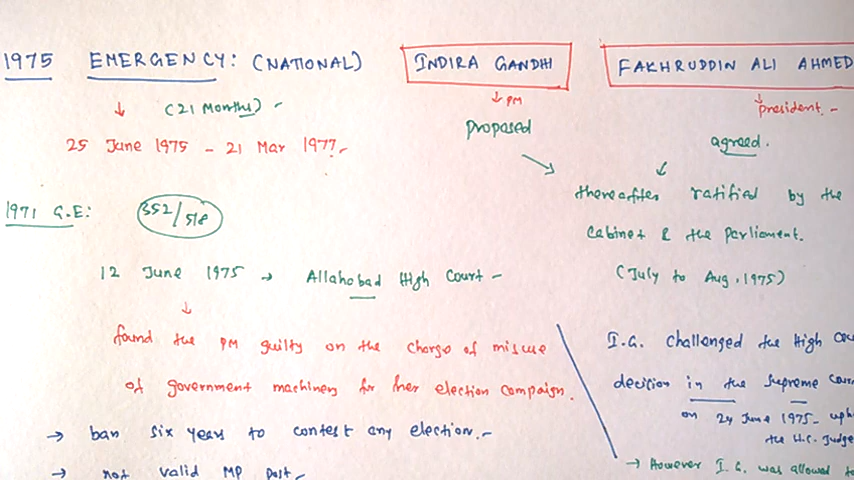 1975 EMERGENCY: (NATIONAL)
(21 Months)
25 June 1975 - 21 Mar 1977
INDIRA GANDHI
PM
proposed
FAKHRUDDIN ALI AHMED
president.
agreed.
thereafter ratified by the
cabinet & the parliament.
(July to Aug, 1975)
1971 G.E:
352/518
12 June 1975 → Allahabad High Court -
found the PM guilty on the charge of misuse
of government machinery for her election campaign.
→ ban six years to contest any election.
→ not valid MP post
I.G. challenged the High
decision in the Supreme
on 24 June 1975
the H.C. Judge
→ However I.G. was allowed to